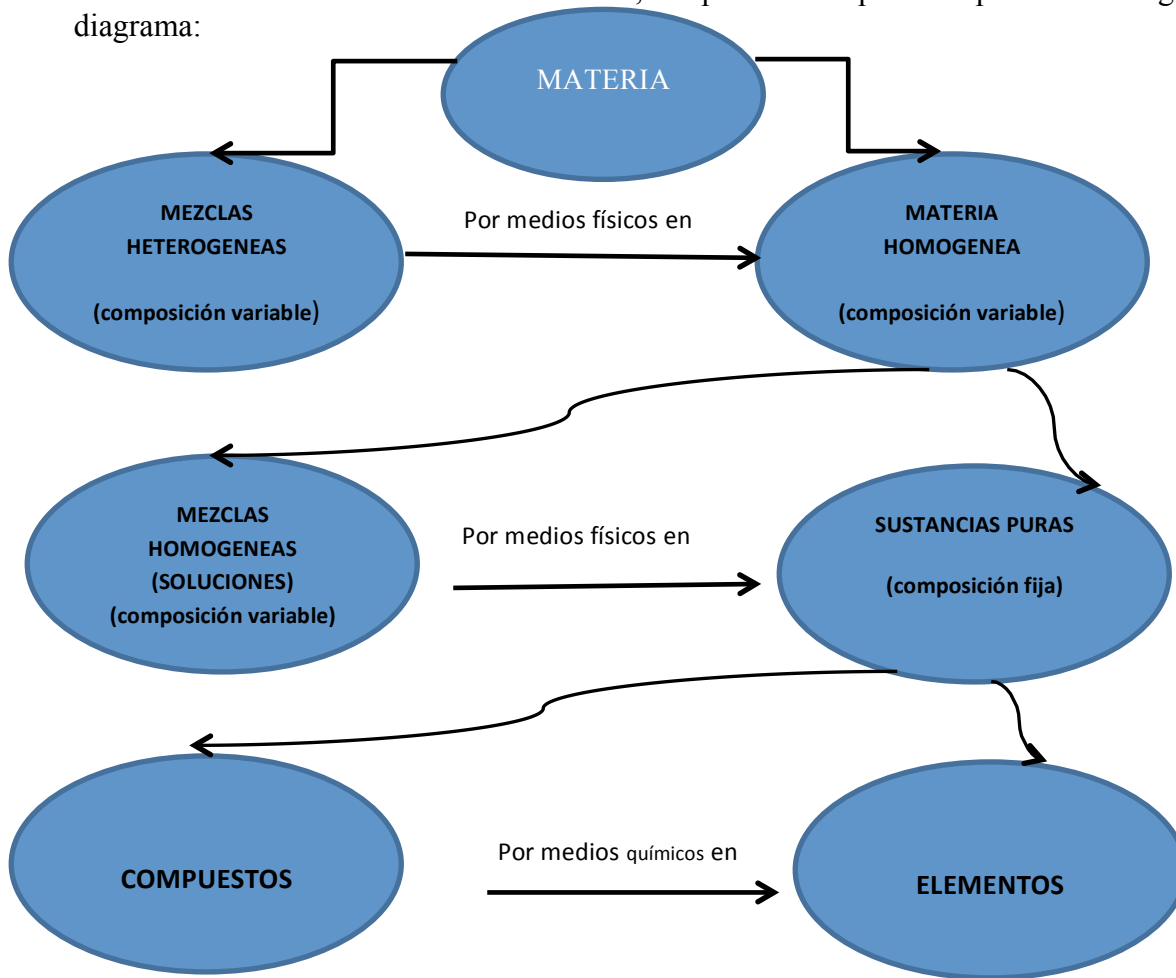 diagrama:
MATERIA
MEZCLAS
HETEROGENEAS
(composición variable)
Por medios físicos en
MATERIA
HOMOGENEA
(composición variable)
MEZCLAS
HOMOGENEAS
(SOLUCIONES)
(composición variable)
Por medios físicos en
SUSTANCIAS PURAS
(composición fija)
COMPUESTOS
Por medios químicos en
ELEMENTOS